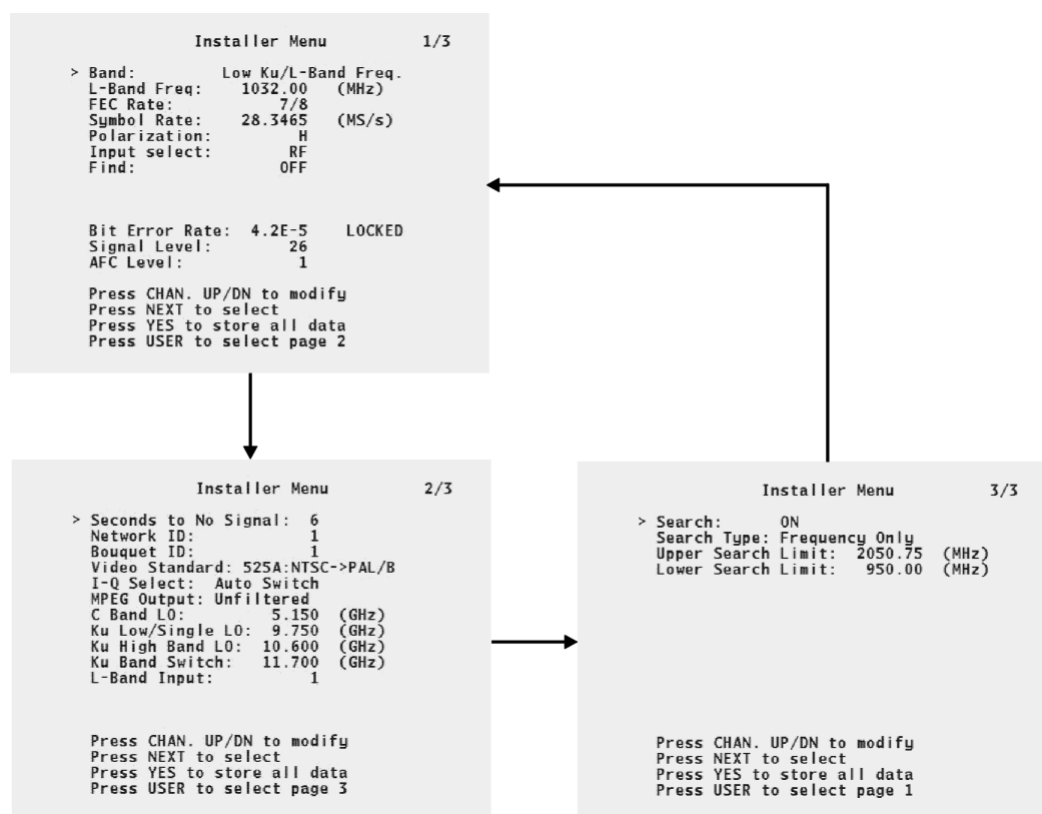 Installer Menu 1/3
> Band: Low Ku/L-Band Freq.
L-Band Freq: 1032.00 (MHz)
FEC Rate: 7/8
Symbol Rate: 28.3465 (MS/s)
Polarization: H
Input select: RF
Find: OFF
Bit Error Rate: 4.2E-5 LOCKED
Signal Level: 26
AFC Level: 1
Press CHAN. UP/DN to modify
Press NEXT to select
Press YES to store all data
Press USER to select page 2
Installer Menu 2/3
> Seconds to No Signal: 6
Network ID: 1
Bouquet ID: 1
Video Standard: 525A:NTSC->PAL/B
I-Q Select: Auto Switch
MPEG Output: Unfiltered
C Band LO: 5.150 (GHz)
Ku Low/Single LO: 9.750 (GHz)
Ku High Band LO: 10.600 (GHz)
Ku Band Switch: 11.700 (GHz)
L-Band Input: 1
Press CHAN. UP/DN to modify
Press NEXT to select
Press YES to store all data
Press USER to select page 3
Installer Menu 3/3
> Search: ON
Search Type: Frequency Only
Upper Search Limit: 2050.75 (MHz)
Lower Search Limit: 950.00 (MHz)
Press CHAN. UP/DN to modify
Press NEXT to select
Press YES to store all data
Press USER to select page 1